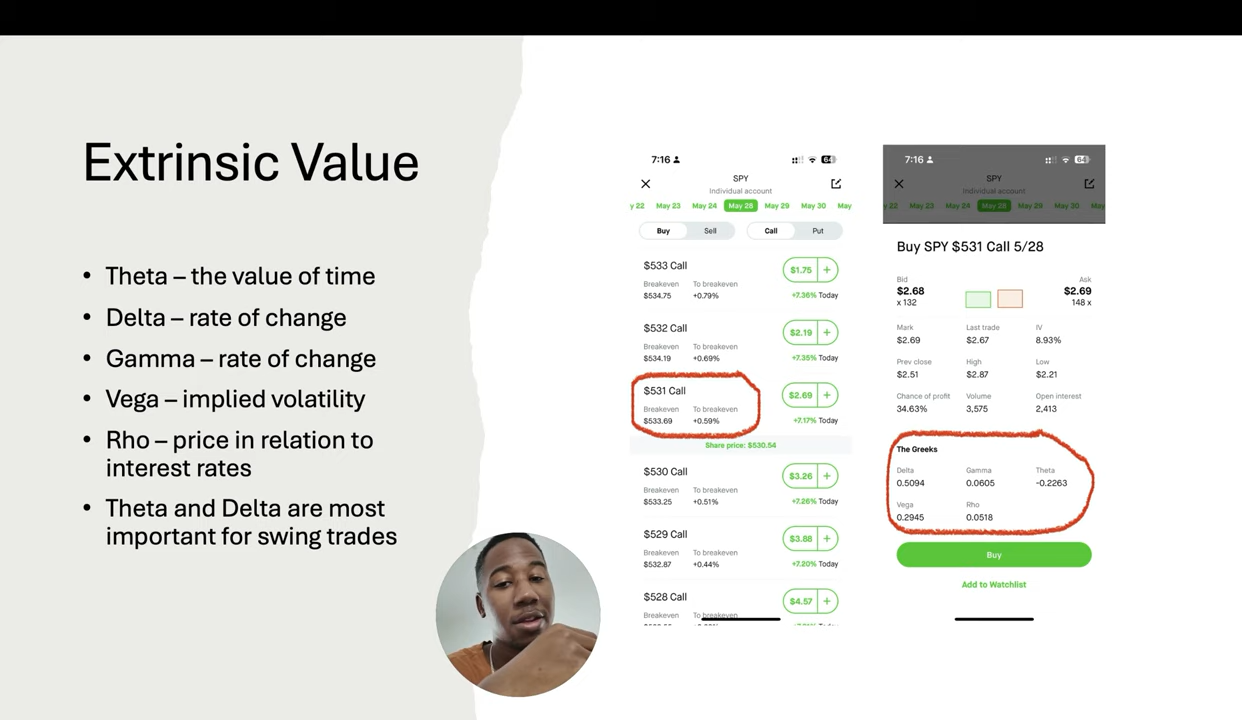 Extrinsic Value
• Theta – the value of time
• Delta – rate of change
• Gamma – rate of change
• Vega – implied volatility
• Rho – price in relation to
interest rates
• Theta and Delta are most
important for swing trades
7:16
64
SPY
Individual account
y 22 May 23 May 24 May 28 May 29 May 30 May
Buy Sell Call Put
$533 Call
$1.75 +
Breakeven To breakeven
$534.75 +0.79%
+7.36% Today
$532 Call
$2.19 +
Breakeven To breakeven
$534.19 +0.69%
+7.35% Today
$531 Call
$2.69 +
Breakeven To breakeven
$533.69 +0.59%
+7.17% Today
Share price: $530.54
$530 Call
$3.26 +
Breakeven To breakeven
$533.25 +0.51%
+7.26% Today
$529 Call
$3.88 +
Breakeven To breakeven
$532.87 +0.44%
+7.20% Today
$528 Call
$4.57 +
Breakeven To breakeven
7:16
64
SPY
Individual account
y 22 May 23 May 24 May 28 May 29 May 30 May
Buy SPY $531 Call 5/28
Bid Ask
$2.68 $2.69
x 132 148 x
Mark Last trade IV
$2.69 $2.67 8.93%
Prev close High Low
$2.51 $2.87 $2.21
Chance of profit Volume Open interest
34.63% 3,575 2,413
The Greeks
Delta Gamma Theta
0.5094 0.0605 -0.2263
Vega Rho
0.2945 0.0518
Buy
Add to Watchlist